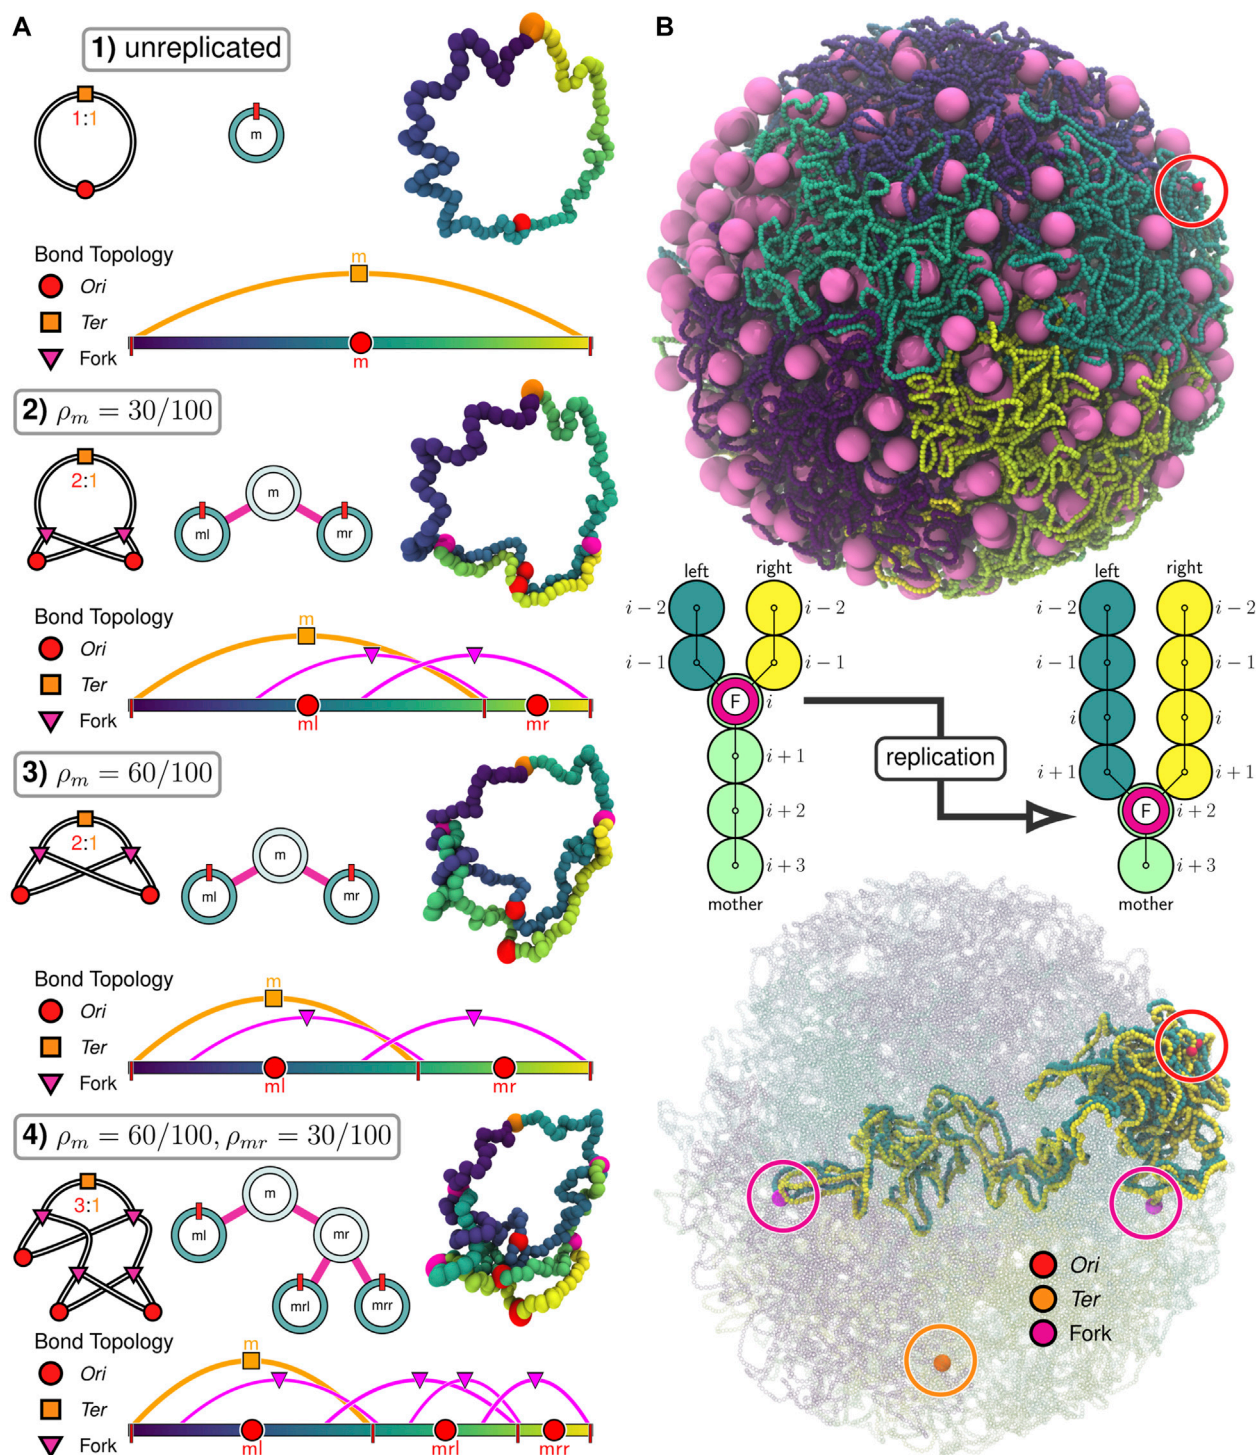 A
1) unreplicated
1:1
m
Bond Topology
Ori
Ter
Fork
m
m
2) ρm = 30/100
2:1
m
ml
mr
Bond Topology
Ori
Ter
Fork
m
ml
mr
3) ρm = 60/100
2:1
m
ml
mr
Bond Topology
Ori
Ter
Fork
m
ml
mr
4) ρm = 60/100, ρmr = 30/100
3:1
m
ml
mr
mrl
mrr
Bond Topology
Ori
Ter
Fork
m
ml
mrl
mrr
B
left
right
i − 2
i − 2
i − 1
i − 1
F
i
i + 1
i + 2
i + 3
mother
replication
left
right
i − 2
i − 2
i − 1
i − 1
i
i
i + 1
i + 1
F
i + 2
i + 3
mother
Ori
Ter
Fork